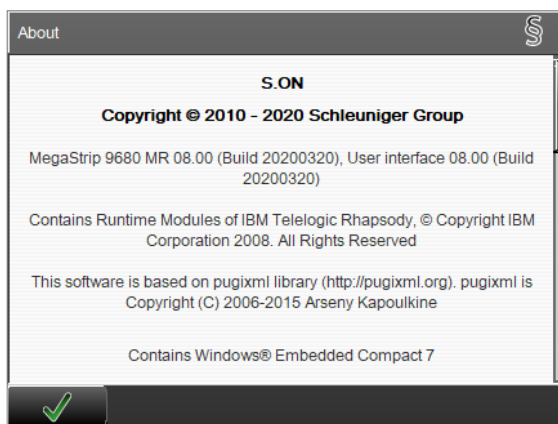 About
§
S.ON
Copyright © 2010 - 2020 Schleuniger Group
MegaStrip 9680 MR 08.00 (Build 20200320), User interface 08.00 (Build
20200320)
Contains Runtime Modules of IBM Telelogic Rhapsody, © Copyright IBM
Corporation 2008. All Rights Reserved
This software is based on pugixml library (http://pugixml.org). pugixml is
Copyright (C) 2006-2015 Arseny Kapoulkine
Contains Windows® Embedded Compact 7